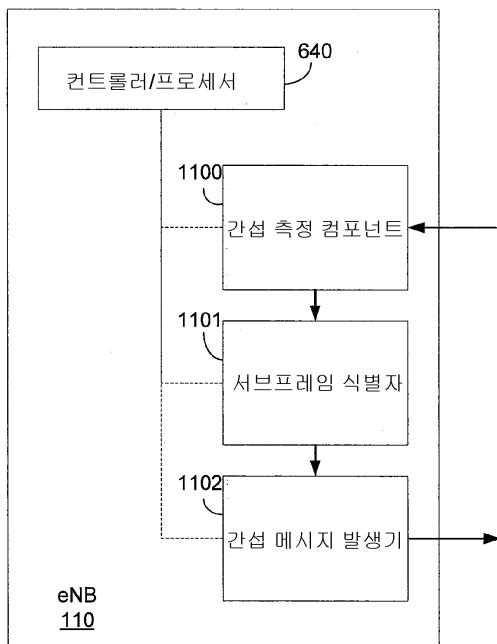 컨트롤러/프로세서
640
1100
간섭 측정 컴포넌트
1101
서브프레임 식별자
1102
간섭 메시지 발생기
eNB
110